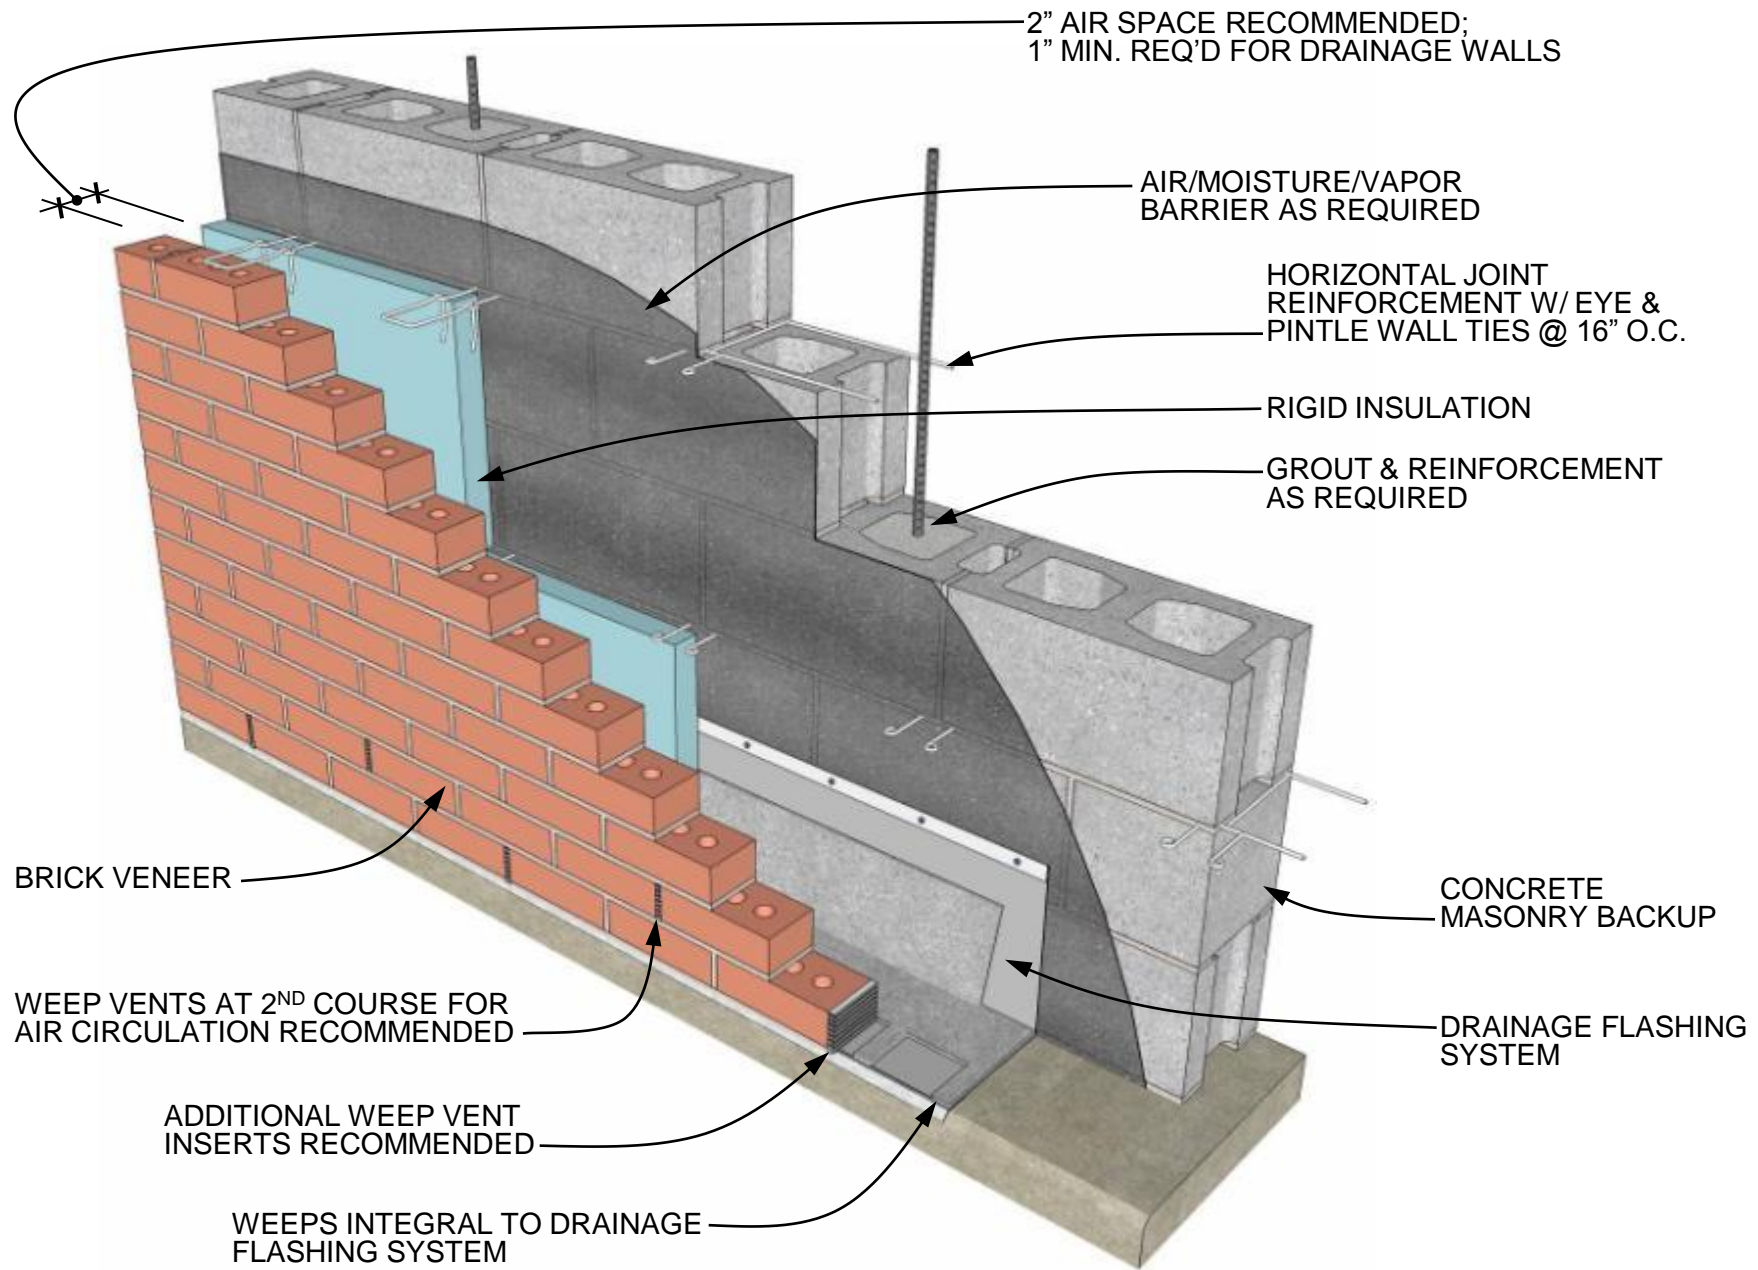 2” AIR SPACE RECOMMENDED;
1” MIN. REQ’D FOR DRAINAGE WALLS
AIR/MOISTURE/VAPOR
BARRIER AS REQUIRED
HORIZONTAL JOINT
REINFORCEMENT W/ EYE &
PINTLE WALL TIES @ 16” O.C.
RIGID INSULATION
GROUT & REINFORCEMENT
AS REQUIRED
BRICK VENEER
CONCRETE
MASONRY BACKUP
WEEP VENTS AT 2ND COURSE FOR
AIR CIRCULATION RECOMMENDED
DRAINAGE FLASHING
SYSTEM
ADDITIONAL WEEP VENT
INSERTS RECOMMENDED
WEEPS INTEGRAL TO DRAINAGE
FLASHING SYSTEM